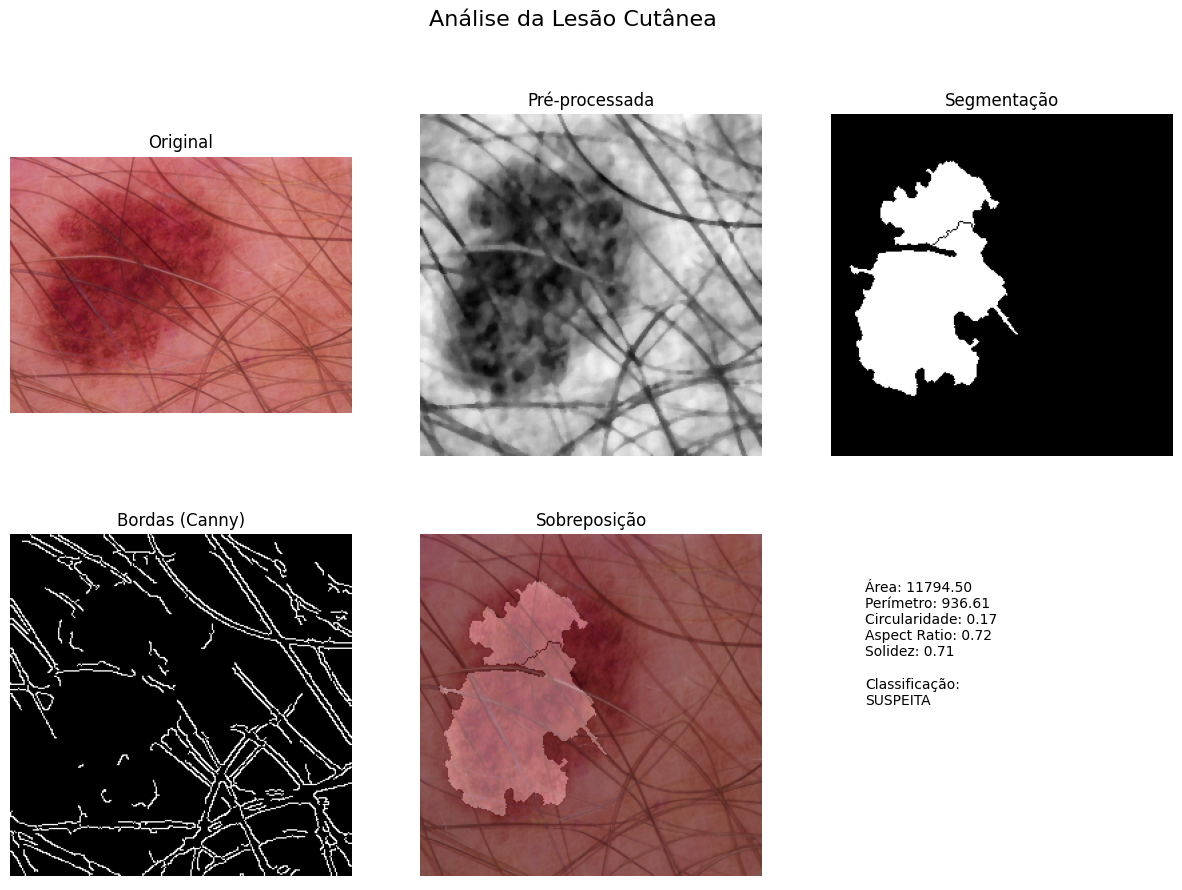 Análise da Lesão Cutânea
Original
Pré-processada
Segmentação
Bordas (Canny)
Sobreposição
Área: 11794.50
Perímetro: 936.61
Circularidade: 0.17
Aspect Ratio: 0.72
Solidez: 0.71
Classificação:
SUSPEITA